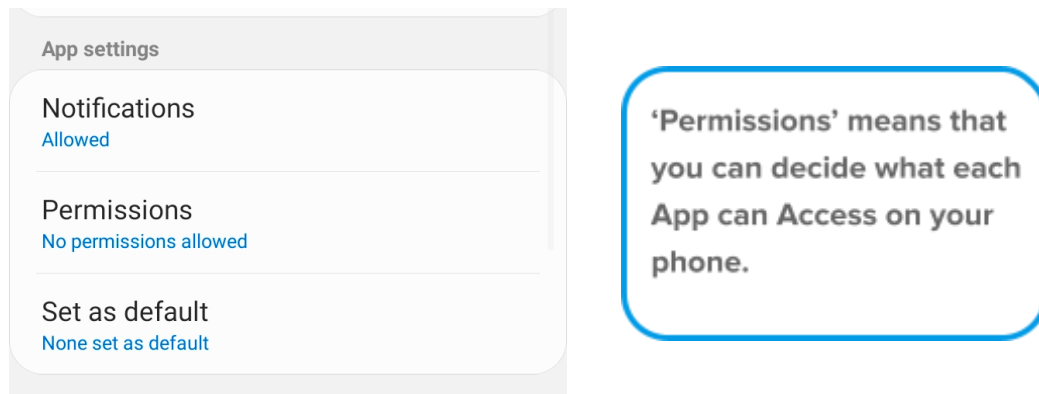 App settings
Notifications
Allowed
Permissions
No permissions allowed
Set as default
None set as default
‘Permissions’ means that
you can decide what each
App can Access on your
phone.